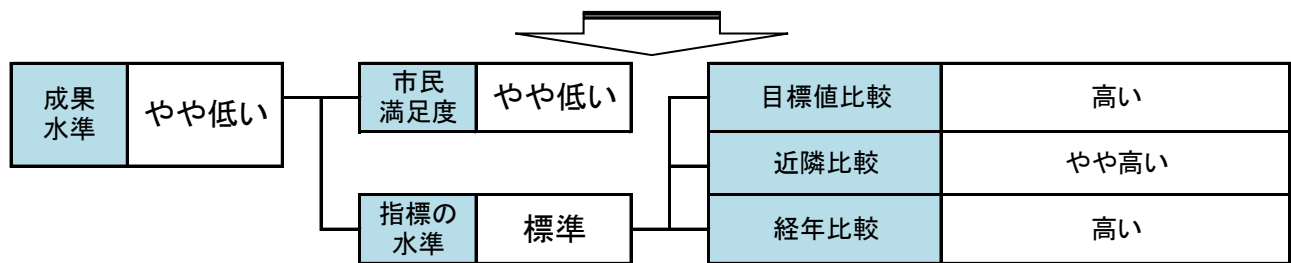 成果
水準
やや低い
市民
満足度
やや低い
指標の
水準
標準
目標値比較
高い
近隣比較
やや高い
経年比較
高い